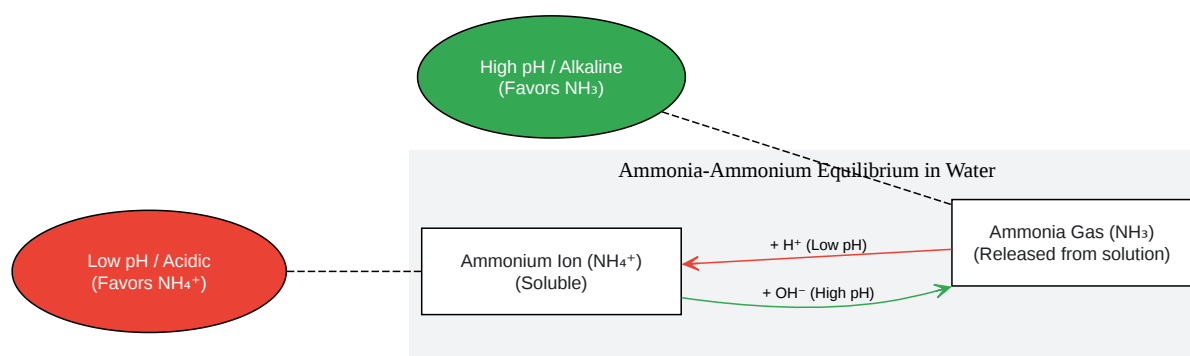 High pH / Alkaline
(Favors NH₃)
Ammonia-Ammonium Equilibrium in Water
Low pH / Acidic
(Favors NH₄⁺)
Ammonium Ion (NH₄⁺)
(Soluble)
+ H⁺ (Low pH)
+ OH⁻ (High pH)
Ammonia Gas (NH₃)
(Released from solution)